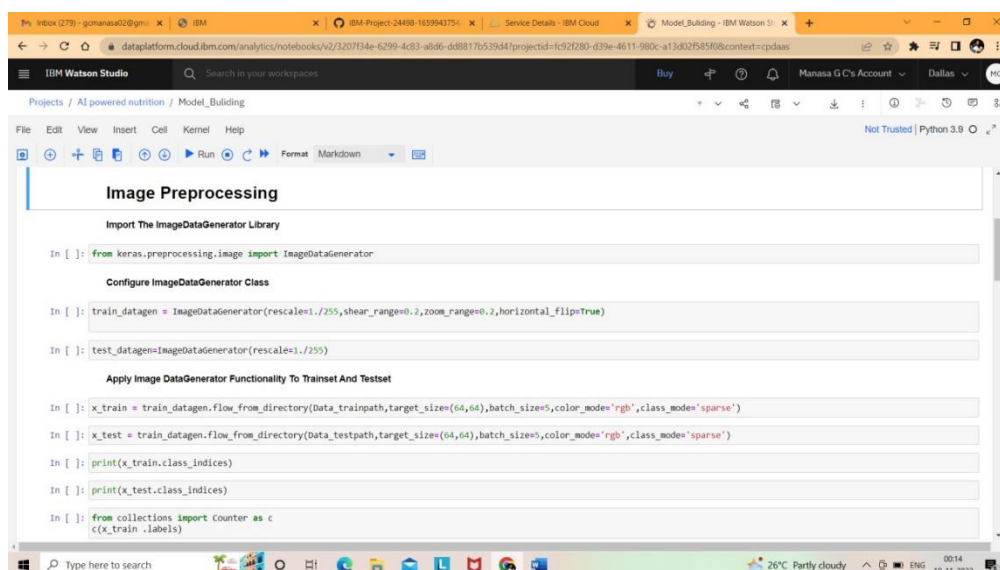 Inbox (279) - gcmanasa02@gma
IBM
IBM-Project-24498-165994375
Service Details - IBM Cloud
Model_Buliding - IBM Watson St
dataplatform.cloud.ibm.com/analytics/notebooks/v2/3207f34e-6299-4c83-a8d6-dd8817b539d4?projectid=fc92f280-d39e-4611-980c-a13d02f585f0&context=cpdaas
IBM Watson Studio
Search in your workspaces
Buy
Manasa G C's Account
Dallas
MG
Projects / AI powered nutrition / Model_Buliding
File Edit View Insert Cell Kernel Help
Not Trusted | Python 3.9
Run
Format Markdown
Image Preprocessing
Import The ImageDataGenerator Library
In [ ]: from keras.preprocessing.image import ImageDataGenerator
Configure ImageDataGenerator Class
In [ ]: train_datagen = ImageDataGenerator(rescale=1./255,shear_range=0.2,zoom_range=0.2,horizontal_flip=True)
In [ ]: test_datagen=ImageDataGenerator(rescale=1./255)
Apply Image DataGenerator Functionality To Trainset And Testset
In [ ]: x_train = train_datagen.flow_from_directory(Data_trainpath,target_size=(64,64),batch_size=5,color_mode='rgb',class_mode='sparse')
In [ ]: x_test = train_datagen.flow_from_directory(Data_testpath,target_size=(64,64),batch_size=5,color_mode='rgb',class_mode='sparse')
In [ ]: print(x_train.class_indices)
In [ ]: print(x_test.class_indices)
In [ ]: from collections import Counter as c
c(x_train .labels)
Type here to search
26°C Partly cloudy
ENG
00:14